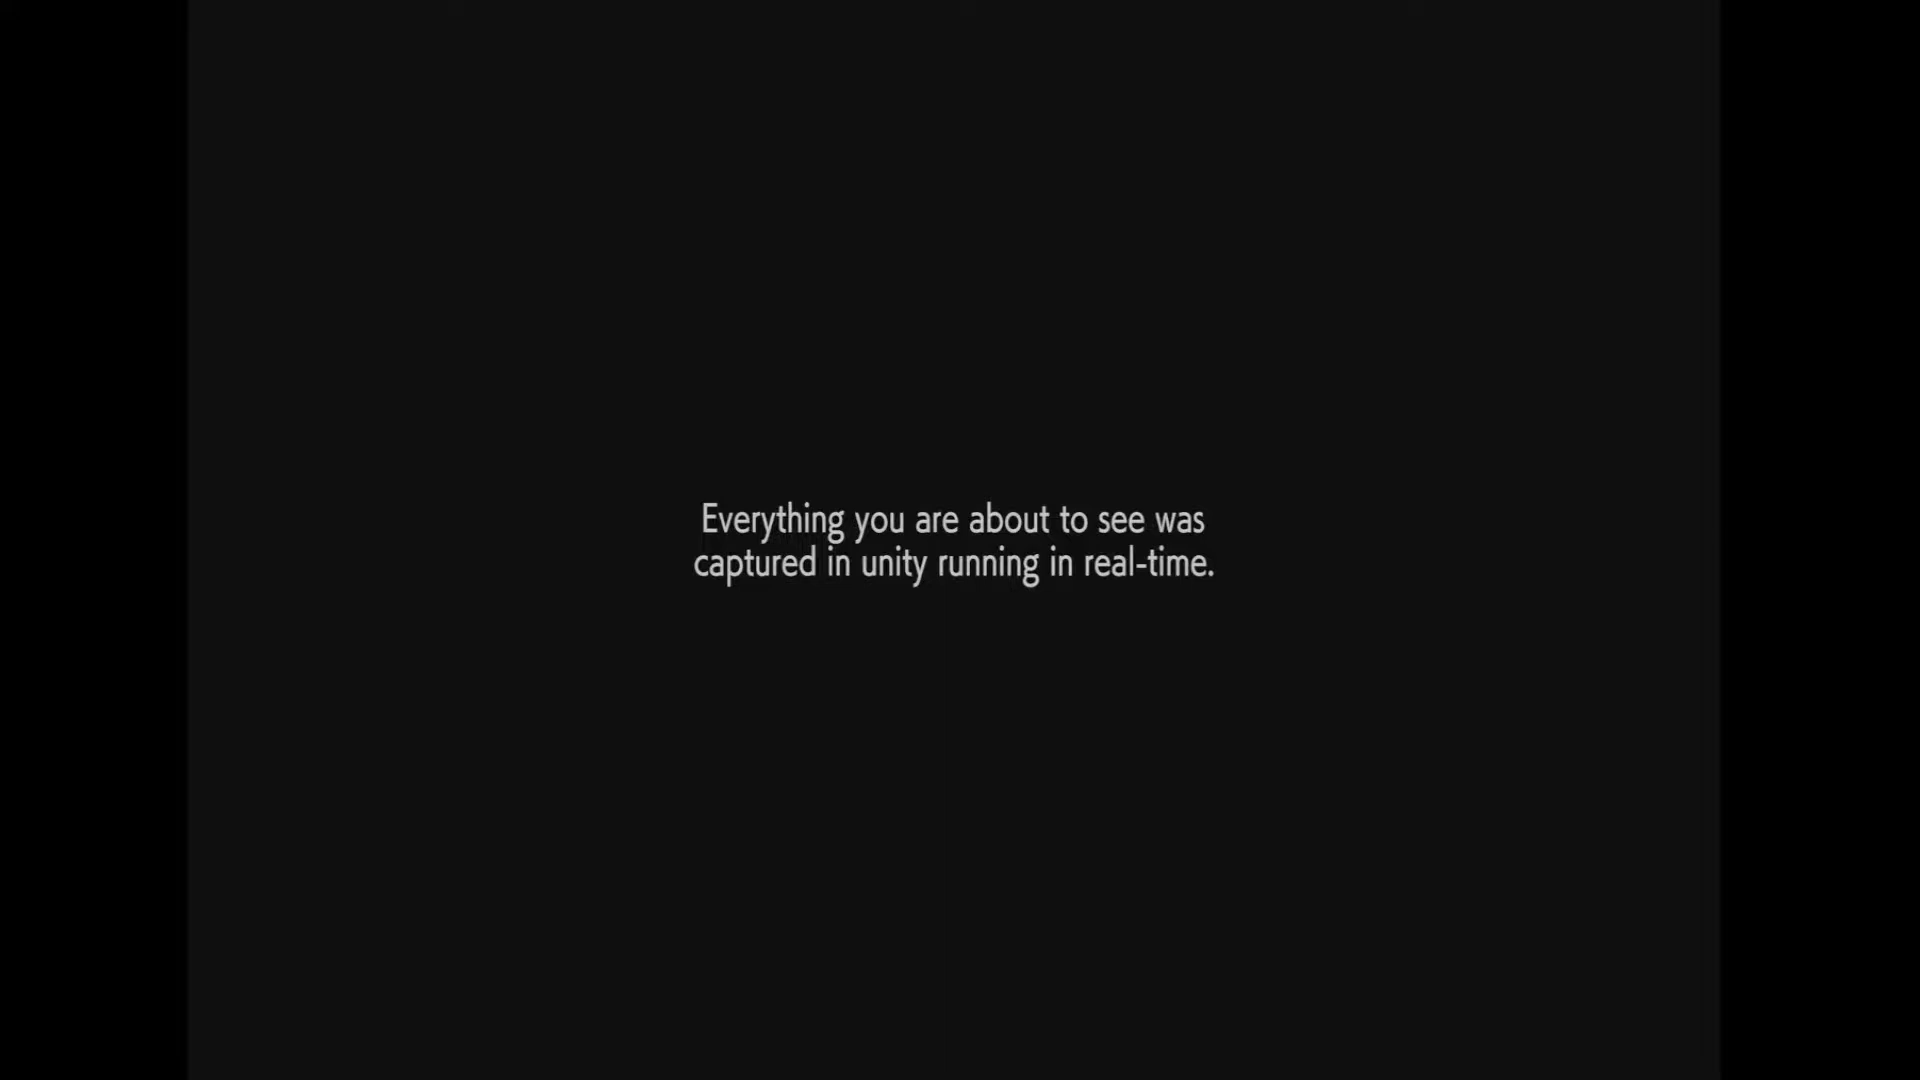 Everything you are about to see was
captured in unity running in real-time.